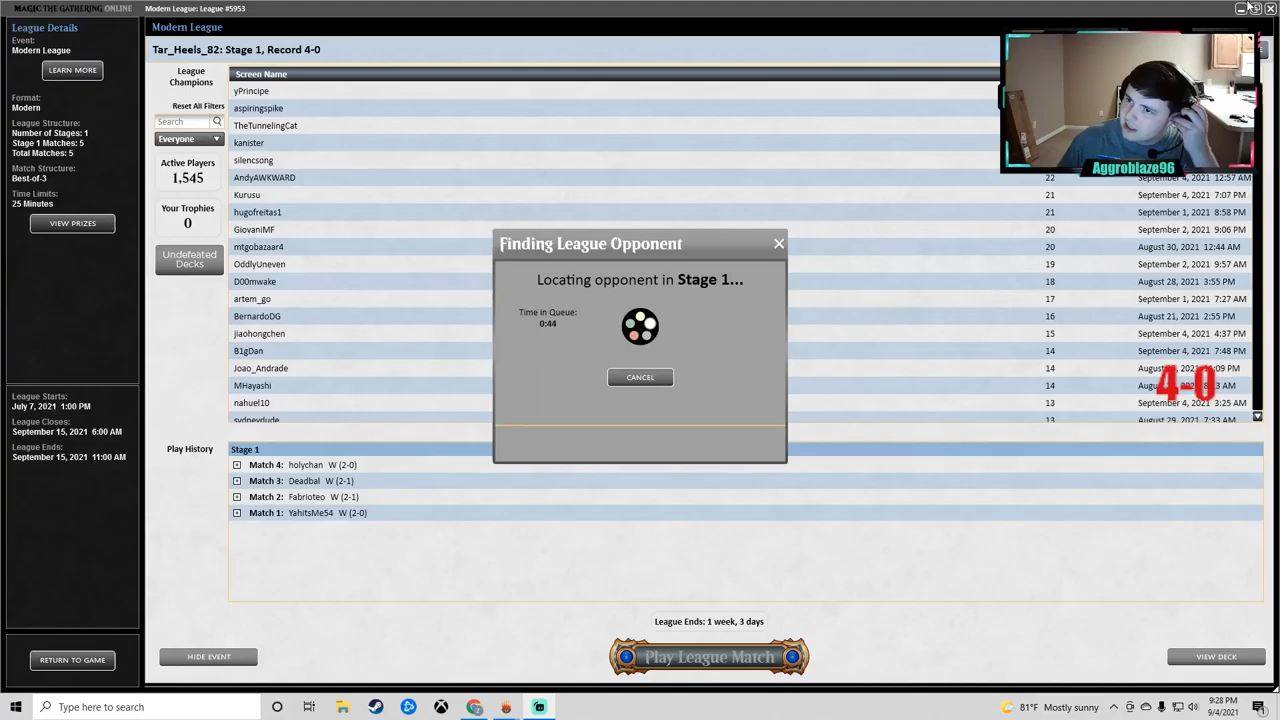 MAGIC THE GATHERING ONLINE
Modern League: League #5953
League Details
Event:
Modern League
LEARN MORE
Format:
Modern
League Structure:
Number of Stages: 1
Stage 1 Matches: 5
Total Matches: 5
Match Structure:
Best-of-3
Time Limits:
25 Minutes
VIEW PRIZES
League Starts:
July 7, 2021 1:00 PM
League Closes:
September 15, 2021 6:00 AM
League Ends:
September 15, 2021 11:00 AM
RETURN TO GAME
Modern League
Tar_Heels_82: Stage 1, Record 4-0
League Champions
Reset All Filters
Search
Everyone
Active Players
1,545
Your Trophies
0
Undefeated Decks
Screen Name
yPrincipe
aspiringspike
TheTunnelingCat
kanister
silencsong
AndyAWKWARD 22 September 4, 2021 12:57 AM
Kurusu 21 September 4, 2021 7:07 PM
hugofreitas1 21 September 1, 2021 8:58 PM
GiovaniMF 20 September 2, 2021 9:06 PM
mtgobazaar4 20 August 30, 2021 12:44 AM
OddlyUneven 19 September 2, 2021 9:57 PM
D00mwake 18 August 28, 2021 3:55 PM
artem_go 17 September 1, 2021 7:27 AM
BernardoDG 16 August 21, 2021 2:55 PM
jiaohongchen 15 September 4, 2021 4:37 PM
B1gDan 14 September 4, 2021 7:48 PM
Joao_Andrade 14
MHayashi 14
nahuel10 13 September 4, 2021 3:25 AM
sydneydude 13 August 29, 2021 7:33 AM
Aggroblaze96
4-0
Finding League Opponent
Locating opponent in Stage 1...
Time in Queue:
0:44
CANCEL
Play History
Stage 1
Match 4: holychan W (2-0)
Match 3: Deadbal W (2-1)
Match 2: Fabrioteo W (2-1)
Match 1: YahItsMe54 W (2-0)
League Ends: 1 week, 3 days
HIDE EVENT
Play League Match
VIEW DECK
Type here to search
81°F Mostly sunny
9:28 PM
9/4/2021
1